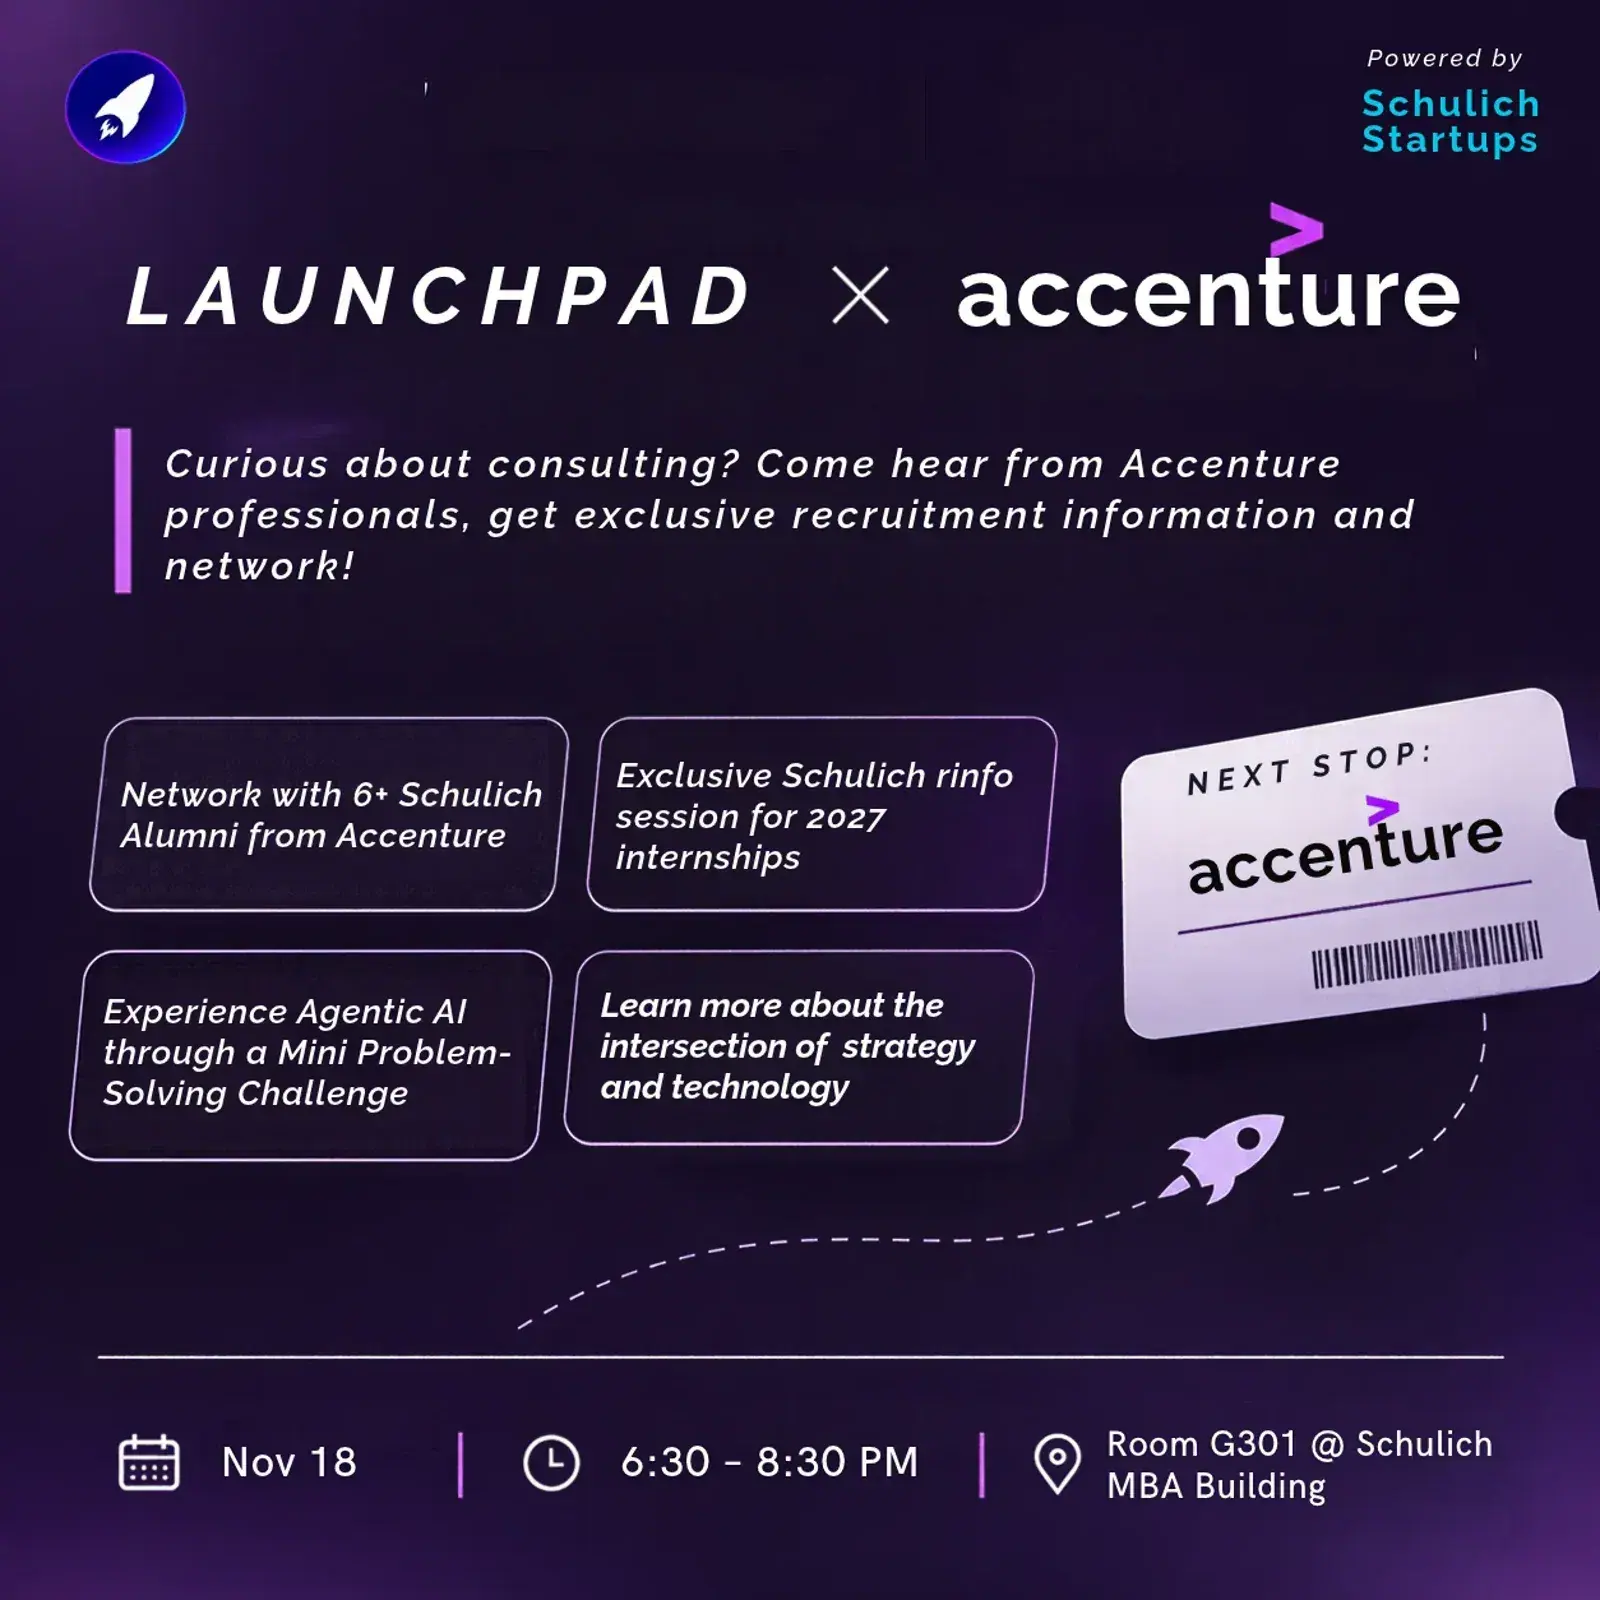 Powered by
Schulich
Startups
LAUNCHPAD × accenture
Curious about consulting? Come hear from Accenture
professionals, get exclusive recruitment information and
network!
Network with 6+ Schulich
Alumni from Accenture
Exclusive Schulich rinfo
session for 2027
internships
Experience Agentic AI
through a Mini Problem-
Solving Challenge
Learn more about the
intersection of strategy
and technology
NEXT STOP:
accenture
Nov 18
6:30 - 8:30 PM
Room G301 @ Schulich
MBA Building